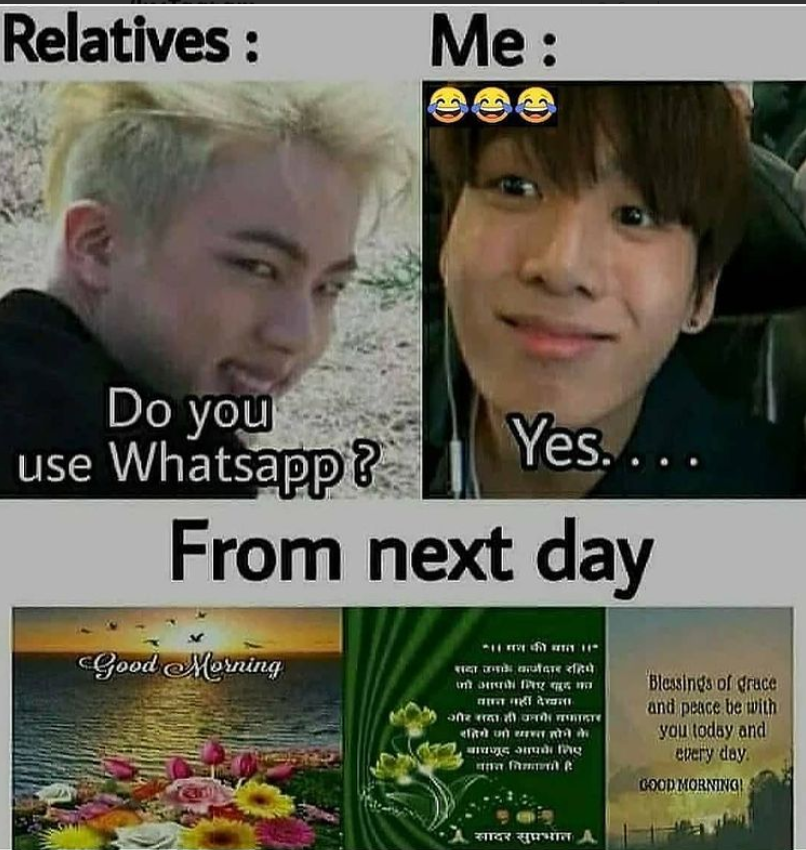 Relatives :
Me :
Do you
use Whatsapp ?
Yes. . . .
From next day
Good Morning
"।। मन की बात ।।"
सदा उनके कर्जदार रहिये
जो आपके लिए खुद का
वक्त नहीं देखता
और सदा ही उनके वफादार
रहिये जो व्यस्त होने के
बावजूद आपके लिए
वक्त निकालते है
सादर सुप्रभात
Blessings of grace
and peace be with
you today and
every day.
GOOD MORNING!